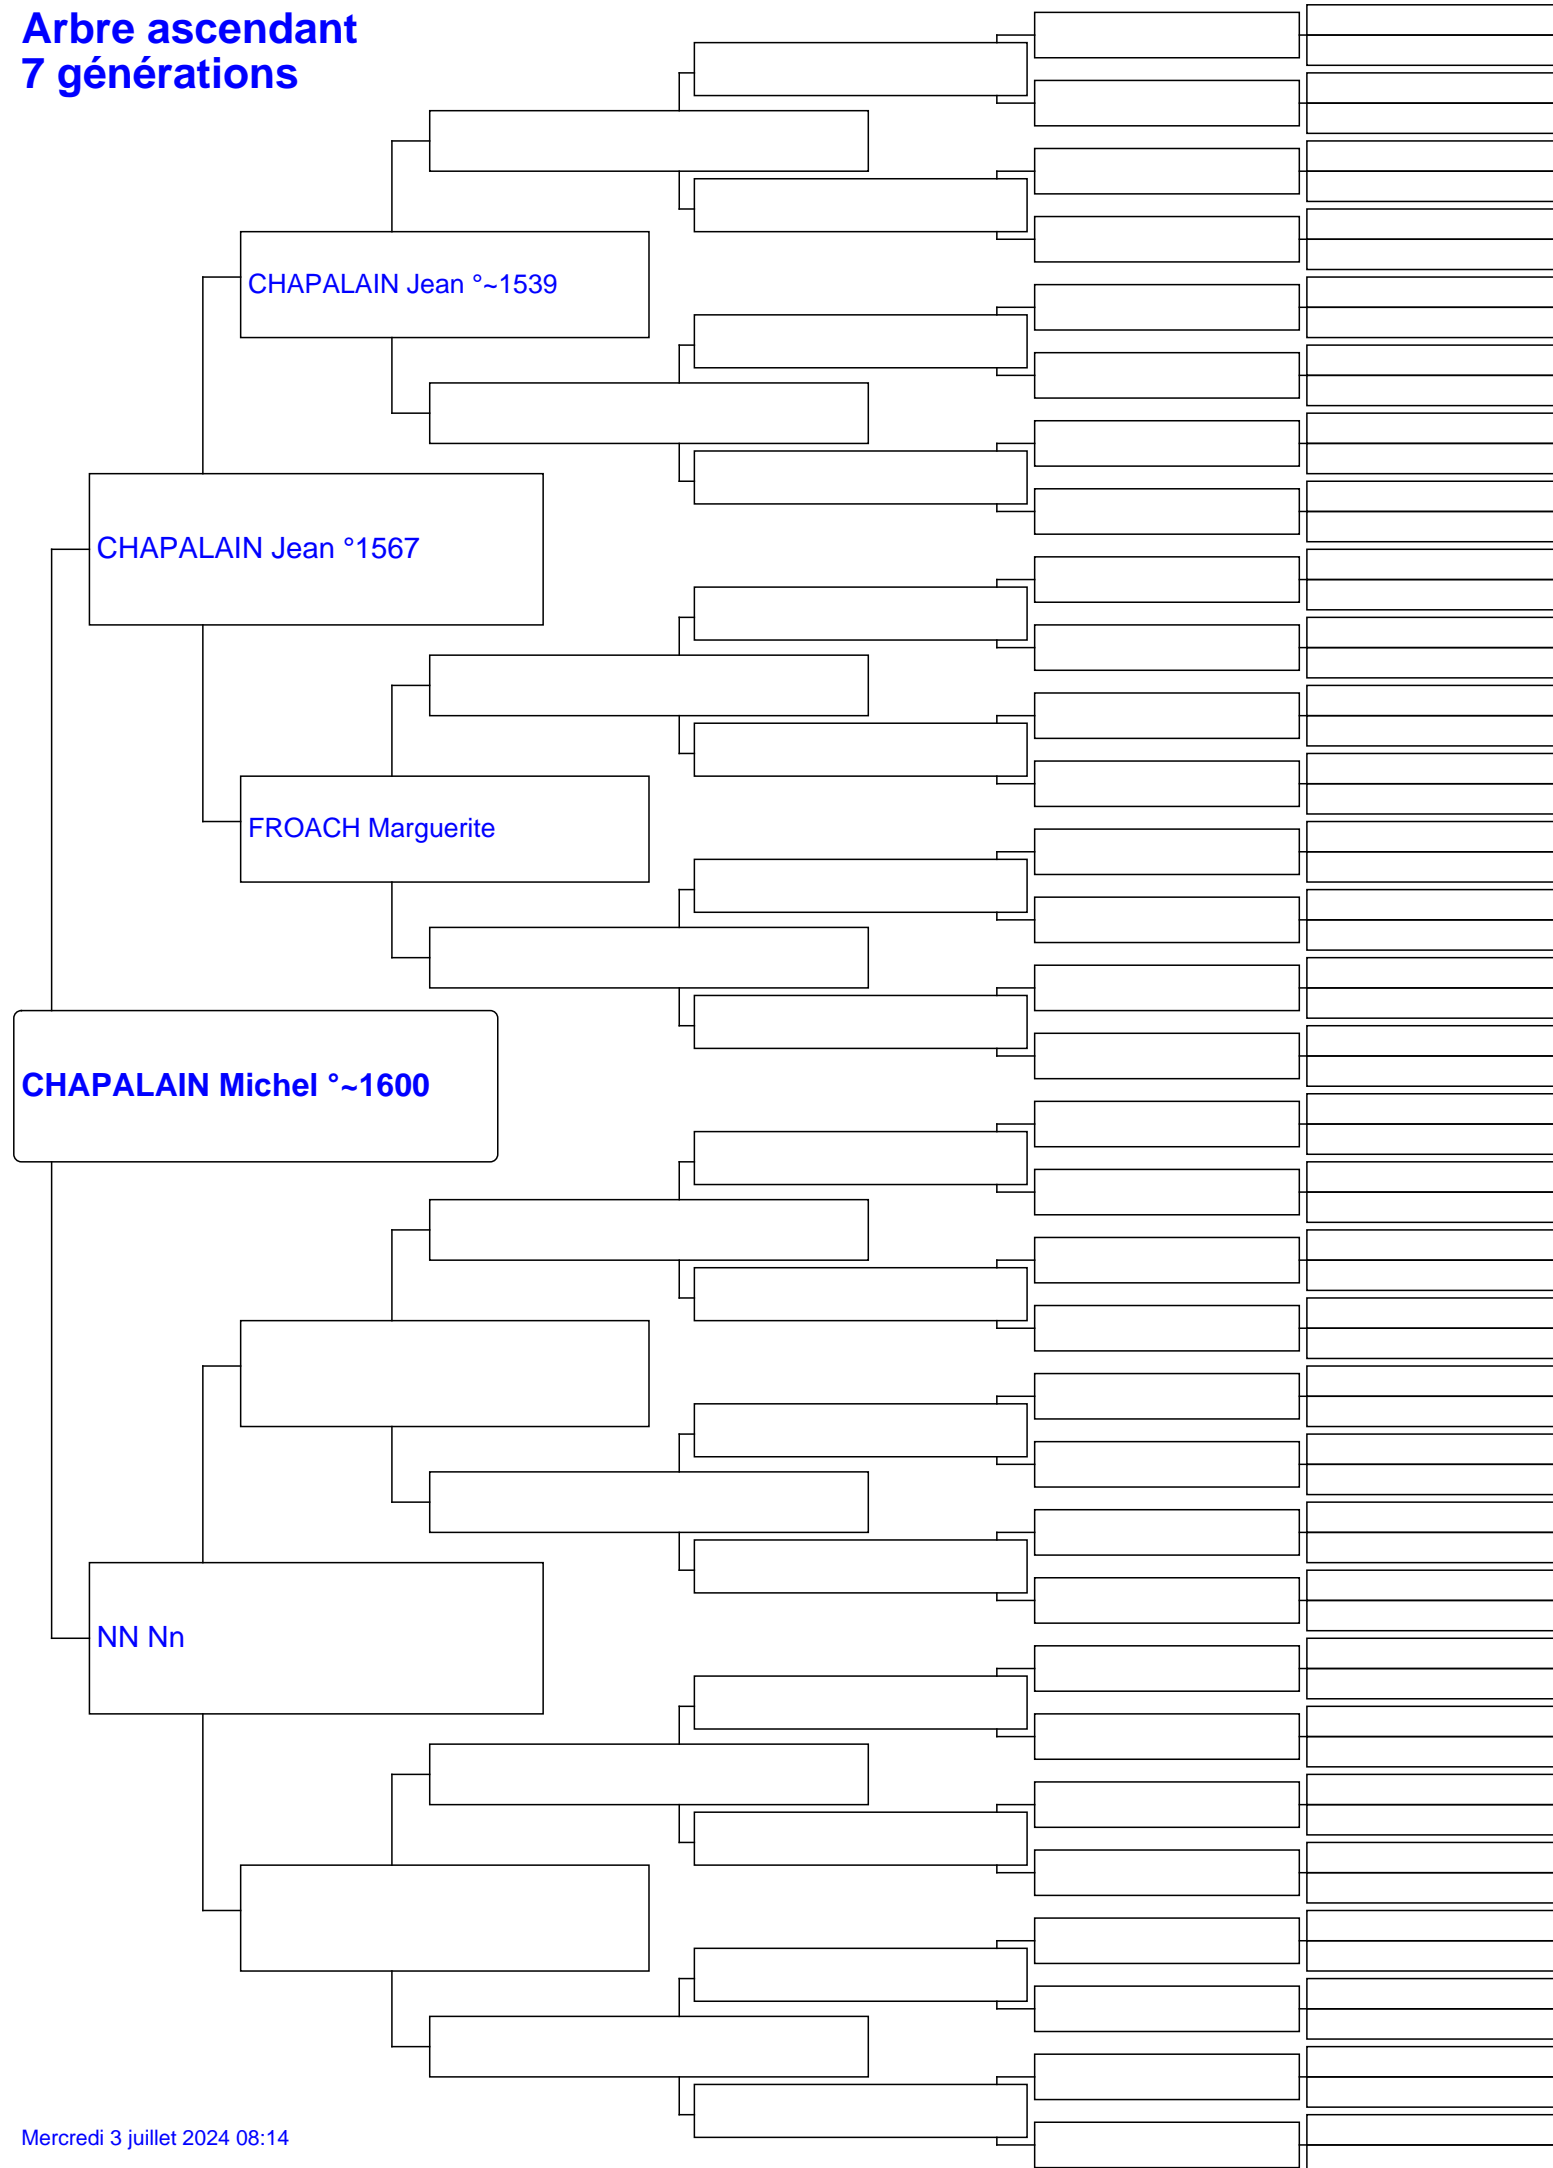 Arbre ascendant
7 générations
CHAPALAIN Jean °~1539
CHAPALAIN Jean °1567
FROACH Marguerite
CHAPALAIN Michel °~1600
NN Nn
Mercredi 3 juillet 2024 08:14